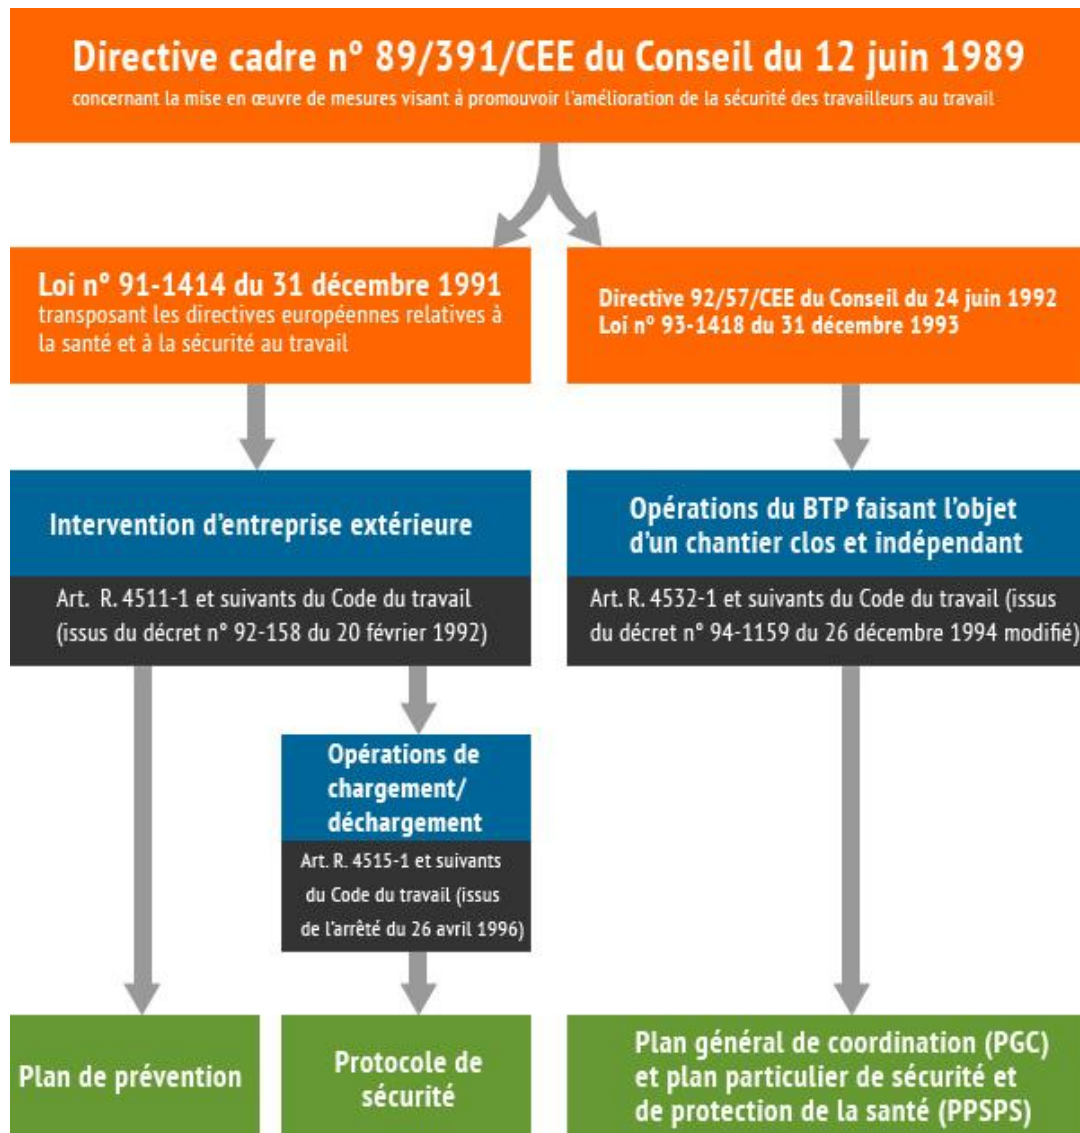 Directive cadre nº 89/391/CEE du Conseil du 12 juin 1989
concernant la mise en œuvre de mesures visant à promouvoir l'amélioration de la sécurité des travailleurs au travail
Loi nº 91-1414 du 31 décembre 1991
transposant les directives européennes relatives à
la santé et à la sécurité au travail
Directive 92/57/CEE du Conseil du 24 juin 1992
Loi nº 93-1418 du 31 décembre 1993
Intervention d'entreprise extérieure
Art. R. 4511-1 et suivants du Code du travail
(issus du décret n° 92-158 du 20 février 1992)
Opérations du BTP faisant l'objet
d'un chantier clos et indépendant
Art. R. 4532-1 et suivants du Code du travail (issus
du décret n° 94-1159 du 26 décembre 1994 modifié)
Opérations de
chargement/
déchargement
Art. R. 4515-1 et suivants
du Code du travail (issus
de l'arrêté du 26 avril 1996)
Plan de prévention
Protocole de
sécurité
Plan général de coordination (PGC)
et plan particulier de sécurité et
de protection de la santé (PPSPS)